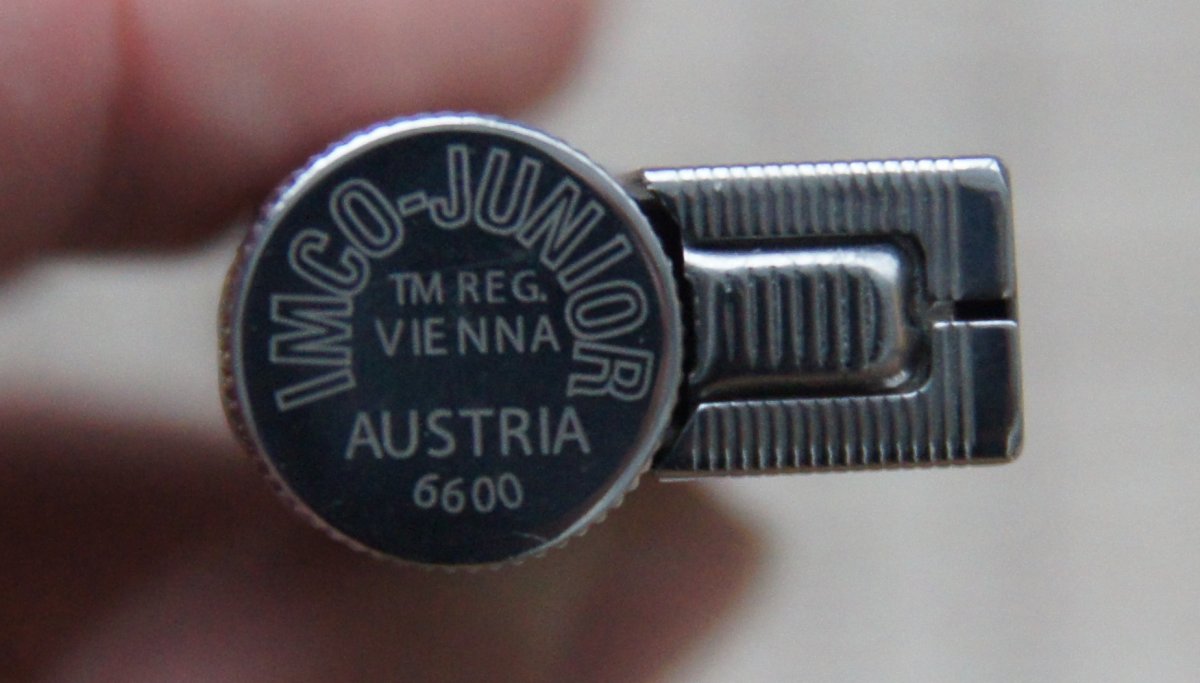 IMCO-JUNIOR
TM REG.
VIENNA
AUSTRIA
6600